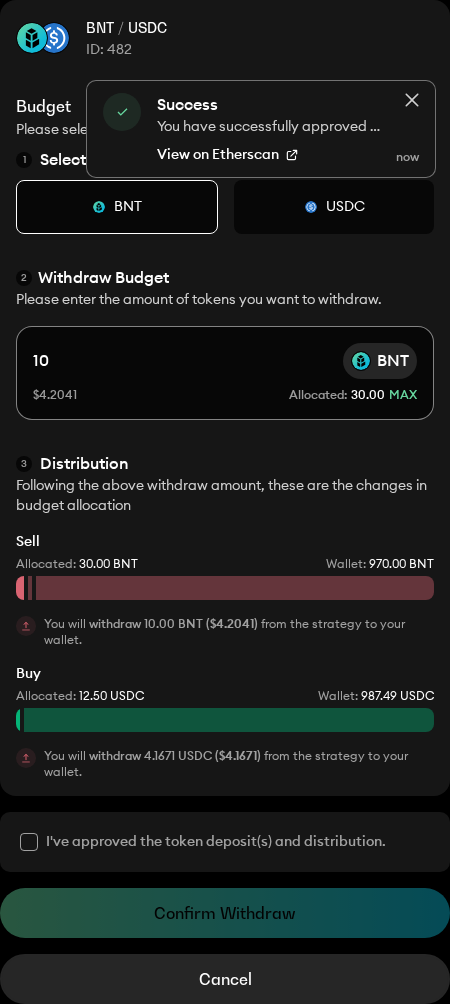 BNT / USDC
ID: 482
Budget
Please sele
Success
You have successfully approved ...
View on Etherscan
now
1 Select
BNT
USDC
2 Withdraw Budget
Please enter the amount of tokens you want to withdraw.
10
BNT
$4.2041
Allocated: 30.00 MAX
3 Distribution
Following the above withdraw amount, these are the changes in
budget allocation
Sell
Allocated: 30.00 BNT
Wallet: 970.00 BNT
You will withdraw 10.00 BNT ($4.2041) from the strategy to your
wallet.
Buy
Allocated: 12.50 USDC
Wallet: 987.49 USDC
You will withdraw 4.1671 USDC ($4.1671) from the strategy to your
wallet.
I've approved the token deposit(s) and distribution.
Confirm Withdraw
Cancel